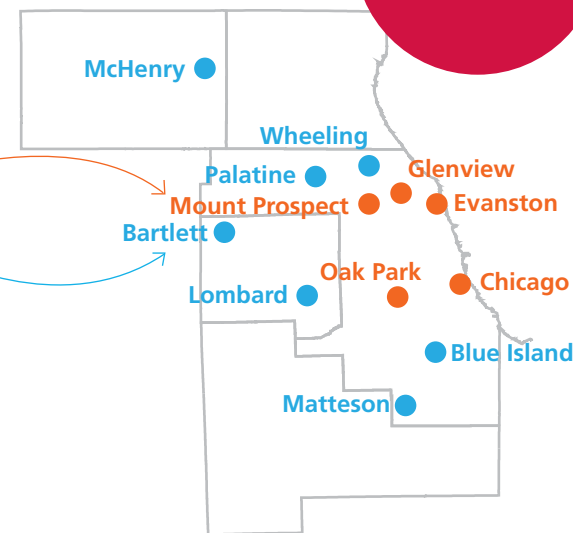 McHenry
Wheeling
Glenview
Palatine
Mount Prospect
Evanston
Bartlett
Oak Park
Chicago
Lombard
Blue Island
Matteson